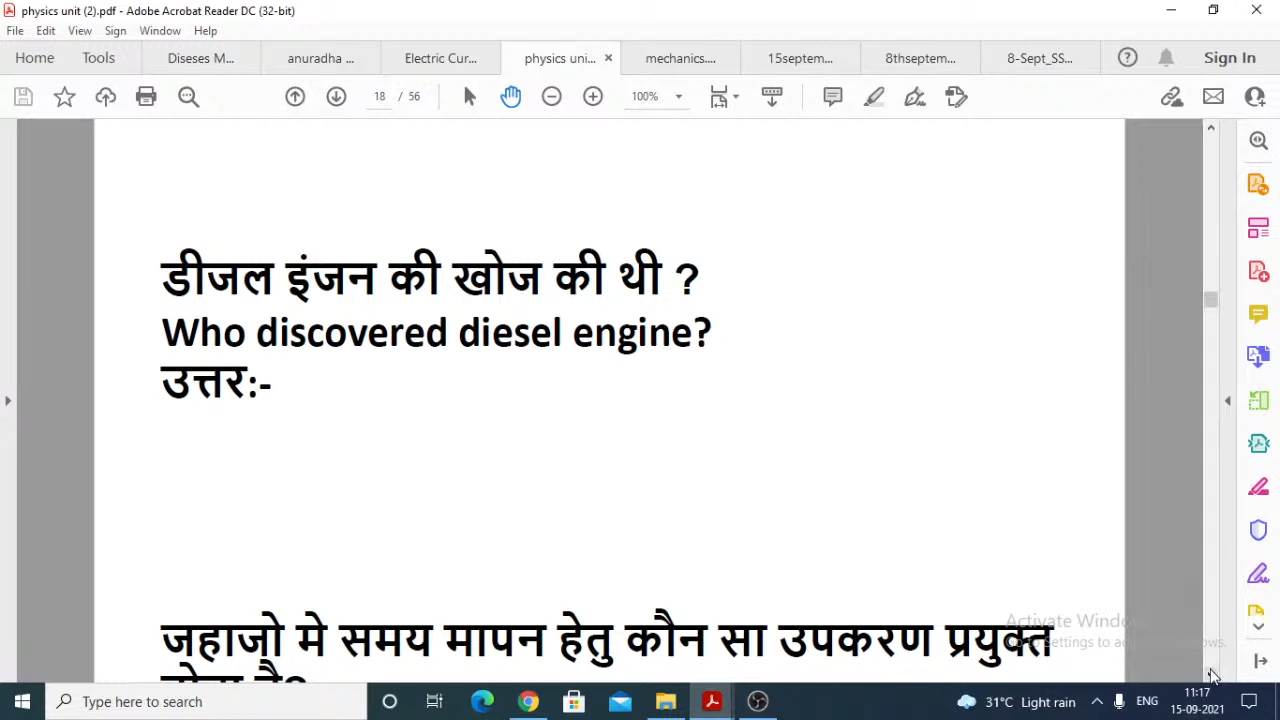 physics unit (2).pdf - Adobe Acrobat Reader DC (32-bit)
File Edit View Sign Window Help
Home Tools Diseses M... anuradha ... Electric Cur... physics uni... × mechanics.... 15septem... 8thseptem... 8-Sept_SS... Sign In
18 / 56 100%
डीजल इंजन की खोज की थी ?
Who discovered diesel engine?
उत्तर:-
जहाजो मे समय मापन हेतु कौन सा उपकरण प्रयुक्त
Type here to search
31°C Light rain
ENG
11:17
15-09-2021